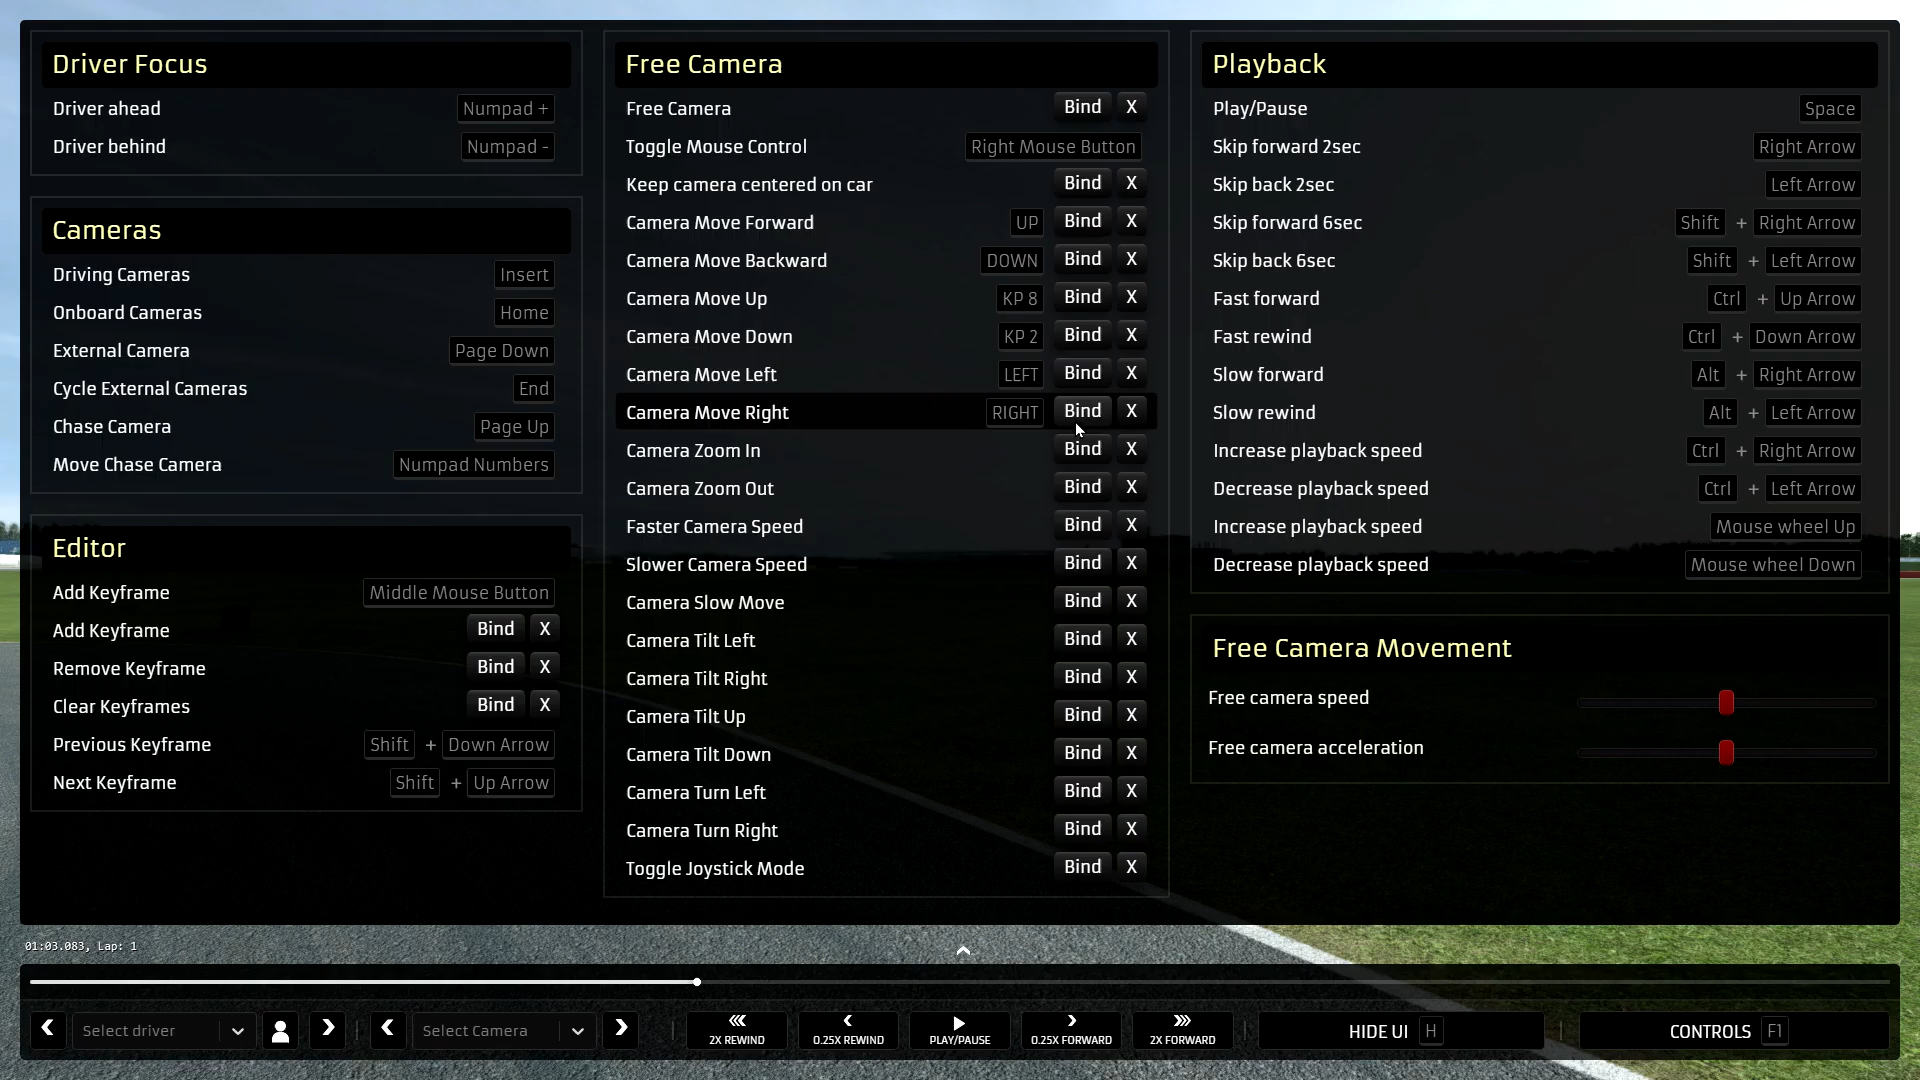 Driver Focus
Driver ahead Numpad +
Driver behind Numpad -
Cameras
Driving Cameras Insert
Onboard Cameras Home
External Camera Page Down
Cycle External Cameras End
Chase Camera Page Up
Move Chase Camera Numpad Numbers
Editor
Add Keyframe Middle Mouse Button
Add Keyframe Bind X
Remove Keyframe Bind X
Clear Keyframes Bind X
Previous Keyframe Shift + Down Arrow
Next Keyframe Shift + Up Arrow
Free Camera
Free Camera Bind X
Toggle Mouse Control Right Mouse Button
Keep camera centered on car Bind X
Camera Move Forward UP Bind X
Camera Move Backward DOWN Bind X
Camera Move Up KP 8 Bind X
Camera Move Down KP 2 Bind X
Camera Move Left LEFT Bind X
Camera Move Right RIGHT Bind X
Camera Zoom In Bind X
Camera Zoom Out Bind X
Faster Camera Speed Bind X
Slower Camera Speed Bind X
Camera Slow Move Bind X
Camera Tilt Left Bind X
Camera Tilt Right Bind X
Camera Tilt Up Bind X
Camera Tilt Down Bind X
Camera Turn Left Bind X
Camera Turn Right Bind X
Toggle Joystick Mode Bind X
Playback
Play/Pause Space
Skip forward 2sec Right Arrow
Skip back 2sec Left Arrow
Skip forward 6sec Shift + Right Arrow
Skip back 6sec Shift + Left Arrow
Fast forward Ctrl + Up Arrow
Fast rewind Ctrl + Down Arrow
Slow forward Alt + Right Arrow
Slow rewind Alt + Left Arrow
Increase playback speed Ctrl + Right Arrow
Decrease playback speed Ctrl + Left Arrow
Increase playback speed Mouse wheel Up
Decrease playback speed Mouse wheel Down
Free Camera Movement
Free camera speed
Free camera acceleration
01:03.083, Lap: 1
Select driver Select Camera 2X REWIND 0.25X REWIND PLAY/PAUSE 0.25X FORWARD 2X FORWARD HIDE UI H CONTROLS F1